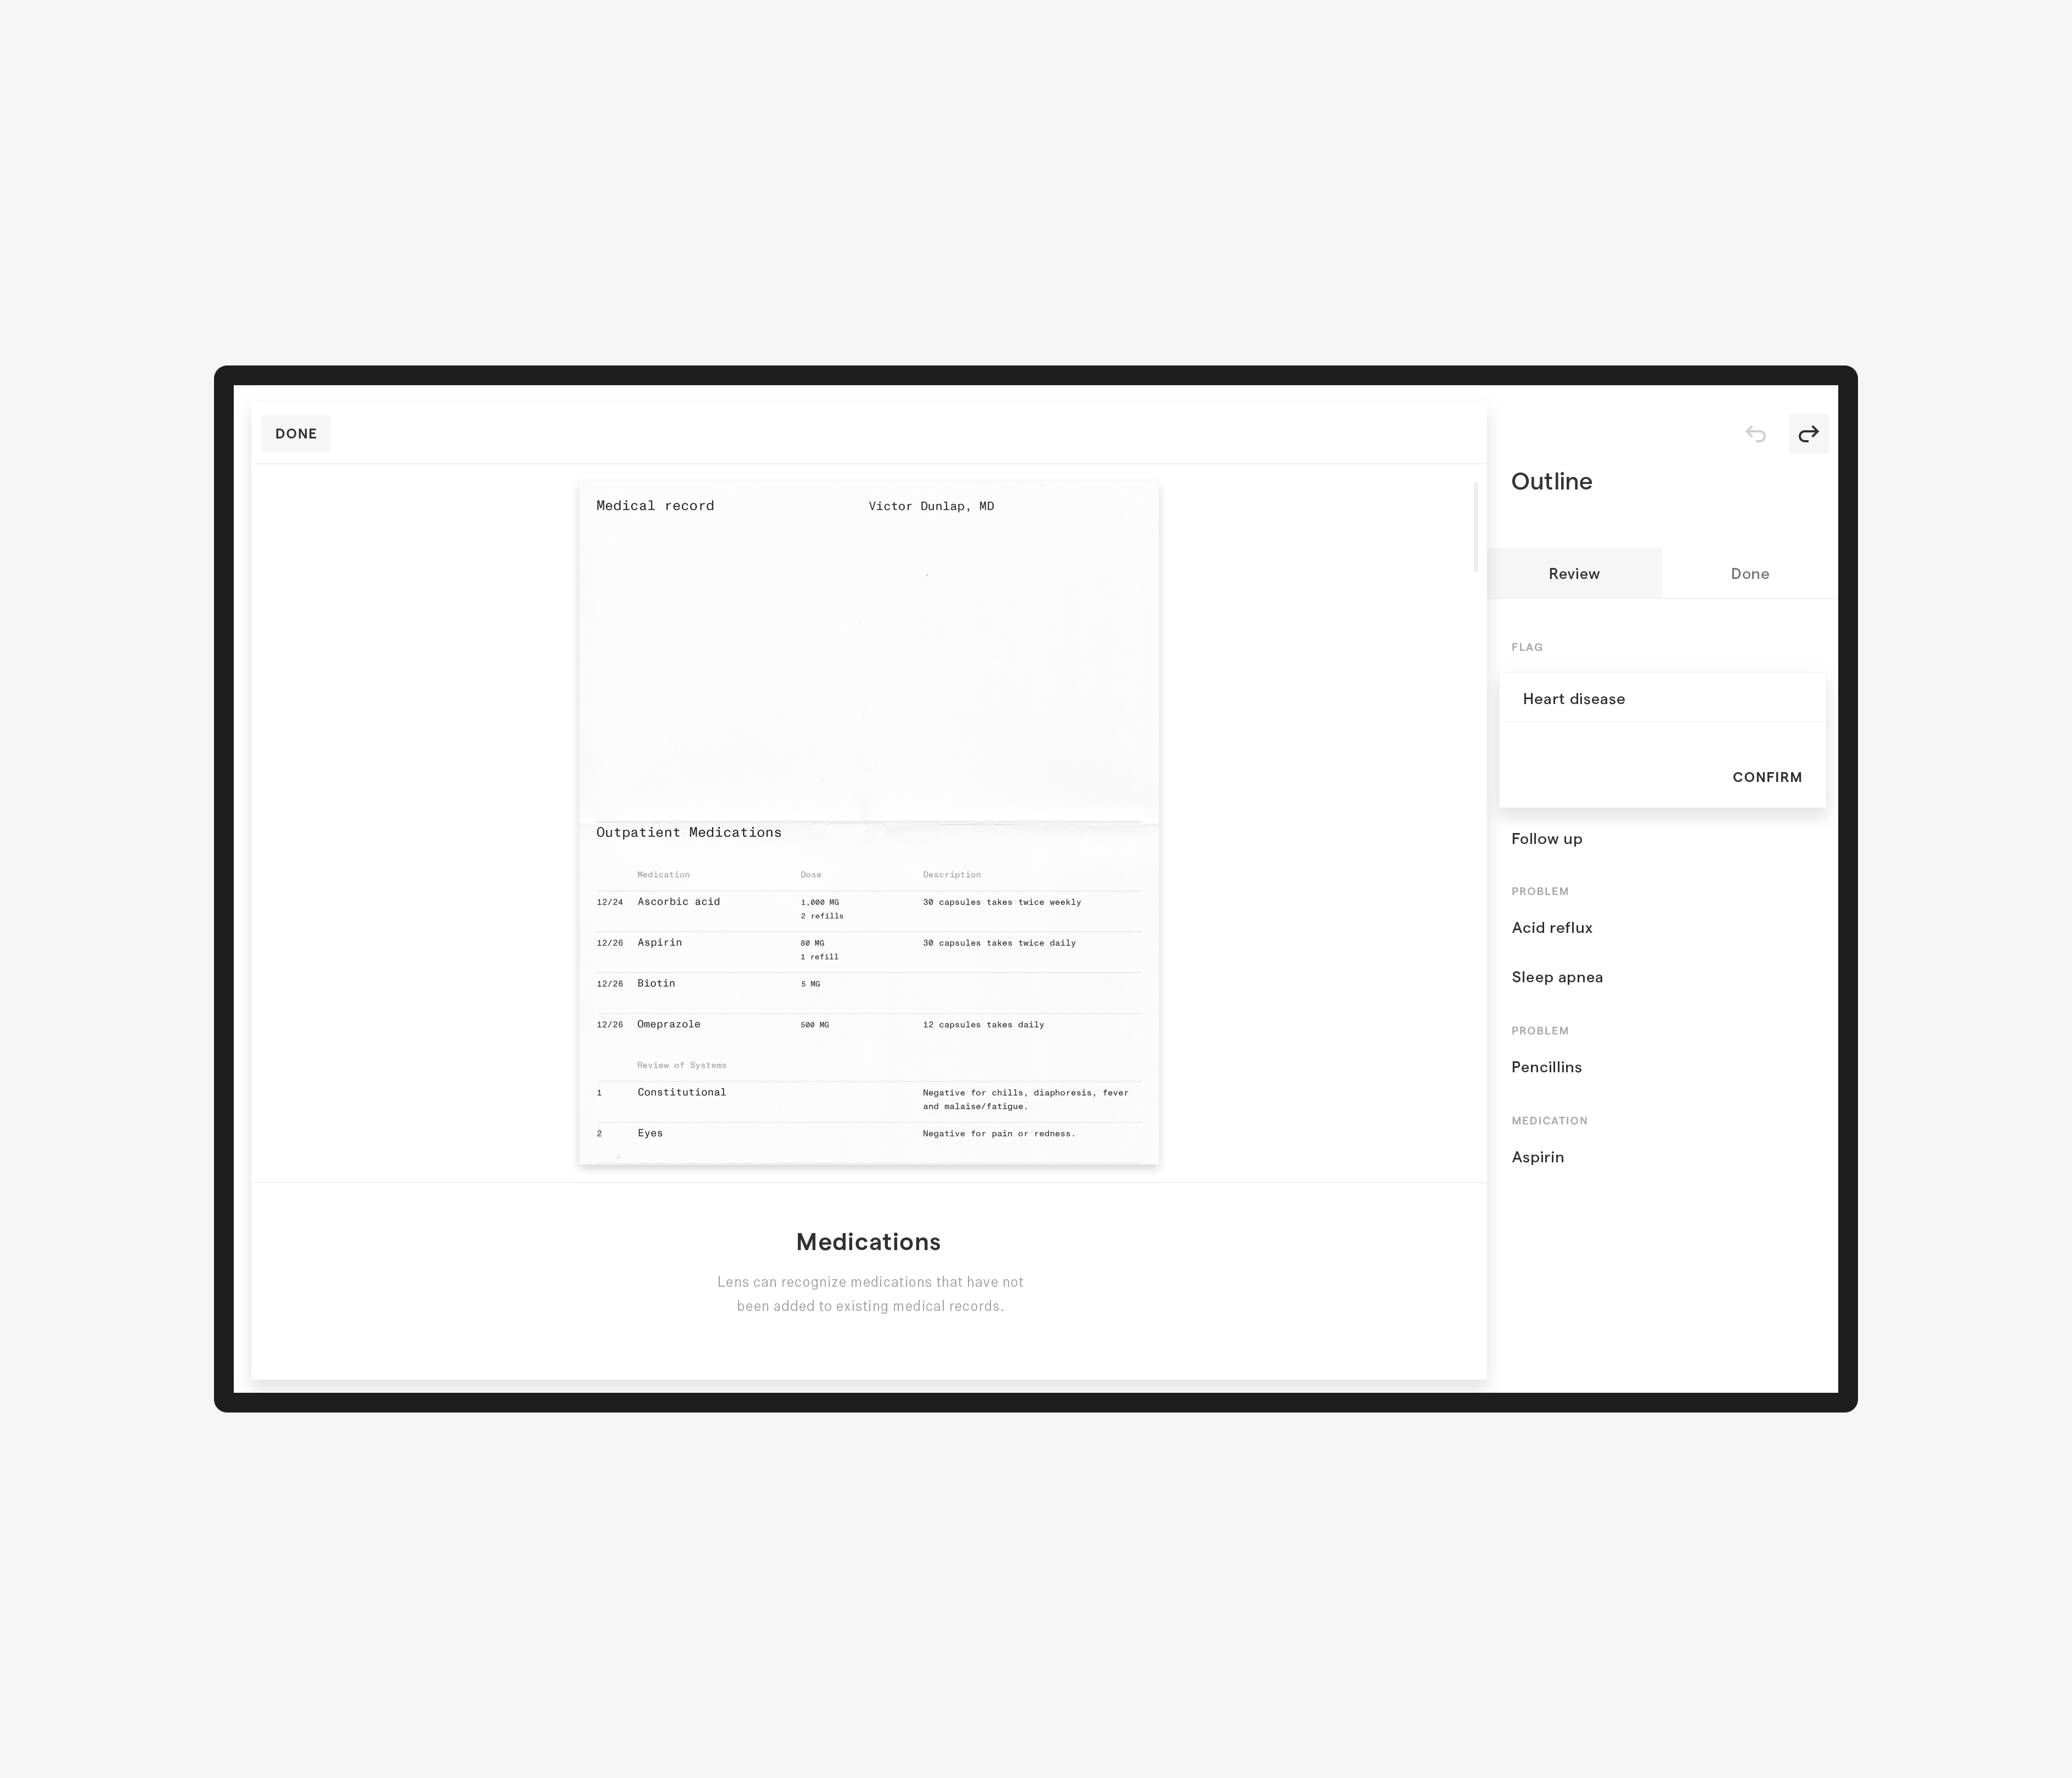 DONE
Medical record
Victor Dunlap, MD
Outpatient Medications
Medication Dose Description
12/24 Ascorbic acid 1,000 MG 30 capsules takes twice weekly
2 refills
12/26 Aspirin 80 MG 30 capsules takes twice daily
1 refill
12/26 Biotin 5 MG
12/26 Omeprazole 500 MG 12 capsules takes daily
Review of Systems
1 Constitutional Negative for chills, diaphoresis, fever
and malaise/fatigue.
2 Eyes Negative for pain or redness.
Medications
Lens can recognize medications that have not
been added to existing medical records.
Outline
Review Done
FLAG
Heart disease
CONFIRM
Follow up
PROBLEM
Acid reflux
Sleep apnea
PROBLEM
Pencillins
MEDICATION
Aspirin